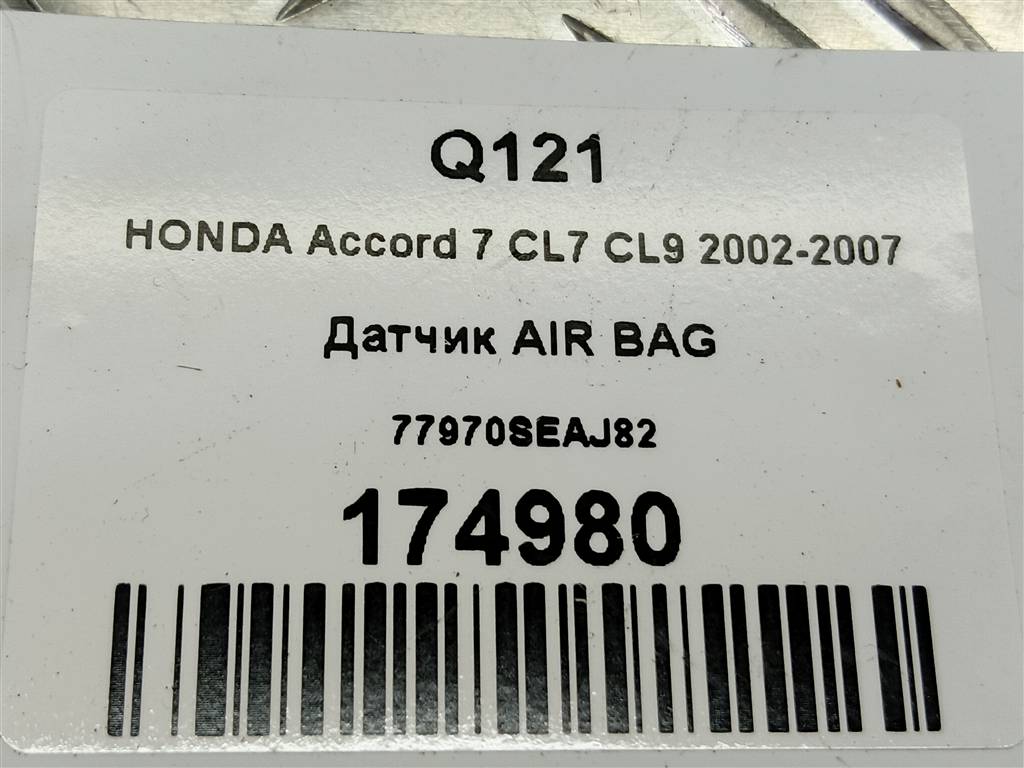 Q121
HONDA Accord 7 CL7 CL9 2002-2007
Датчик AIR BAG
77970SEAJ82
174980